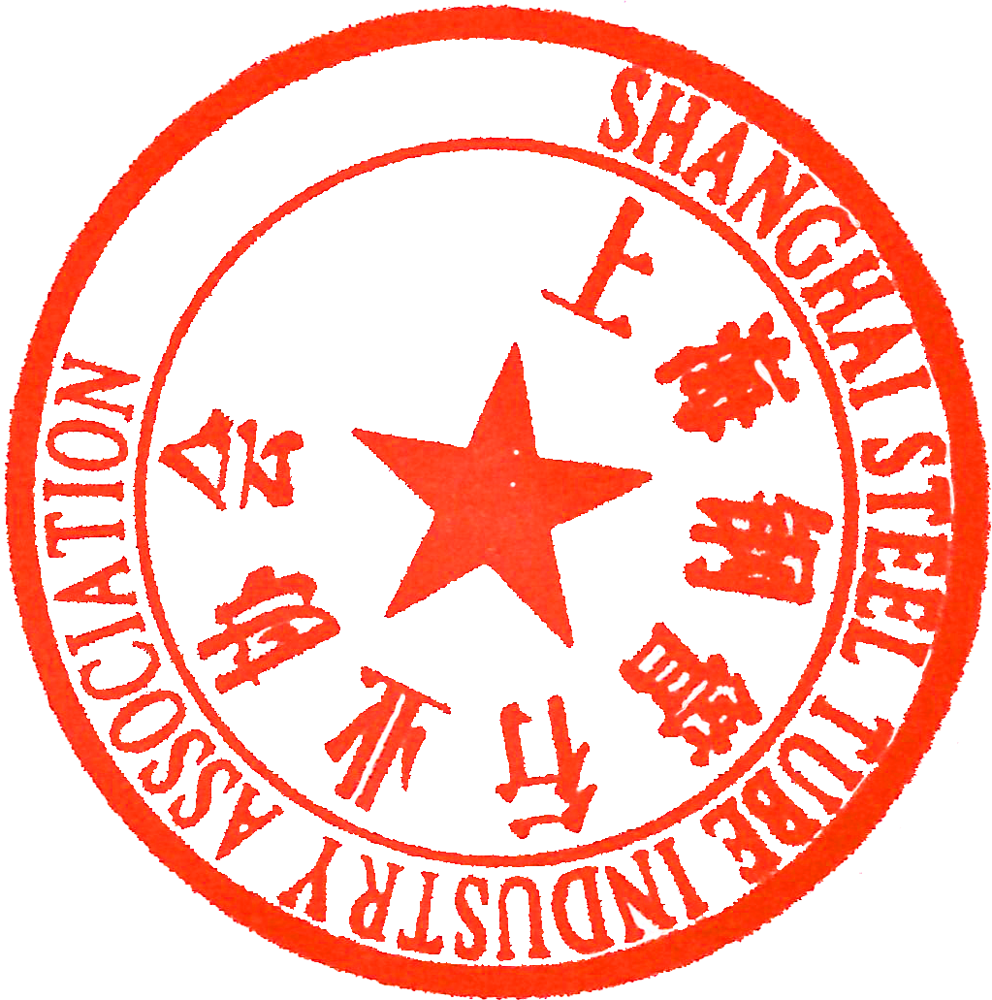 SHANGHAI STEEL TUBE INDUSTRY ASSOCIATION
上海钢管行业协会